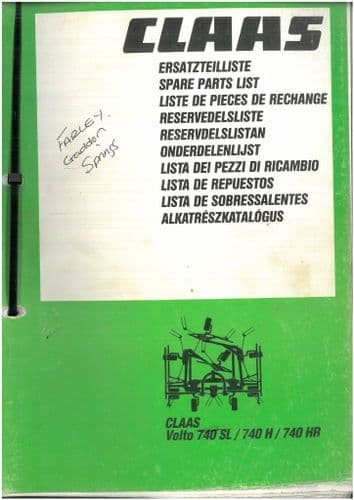 CLAAS
ERSATZTEILLISTE
SPARE PARTS LIST
LISTE DE PIECES DE RECHANGE
RESERVEDELSLISTE
RESERVDELSLISTAN
ONDERDELENLIJST
LISTA DEI PEZZI DI RICAMBIO
LISTA DE REPUESTOS
LISTA DE SOBRESSALENTES
ALKATRÉSZKATALÓGUS
FARLEY.
Gaddon
Springs
CLAAS
Volto 740 SL / 740 H / 740 HR